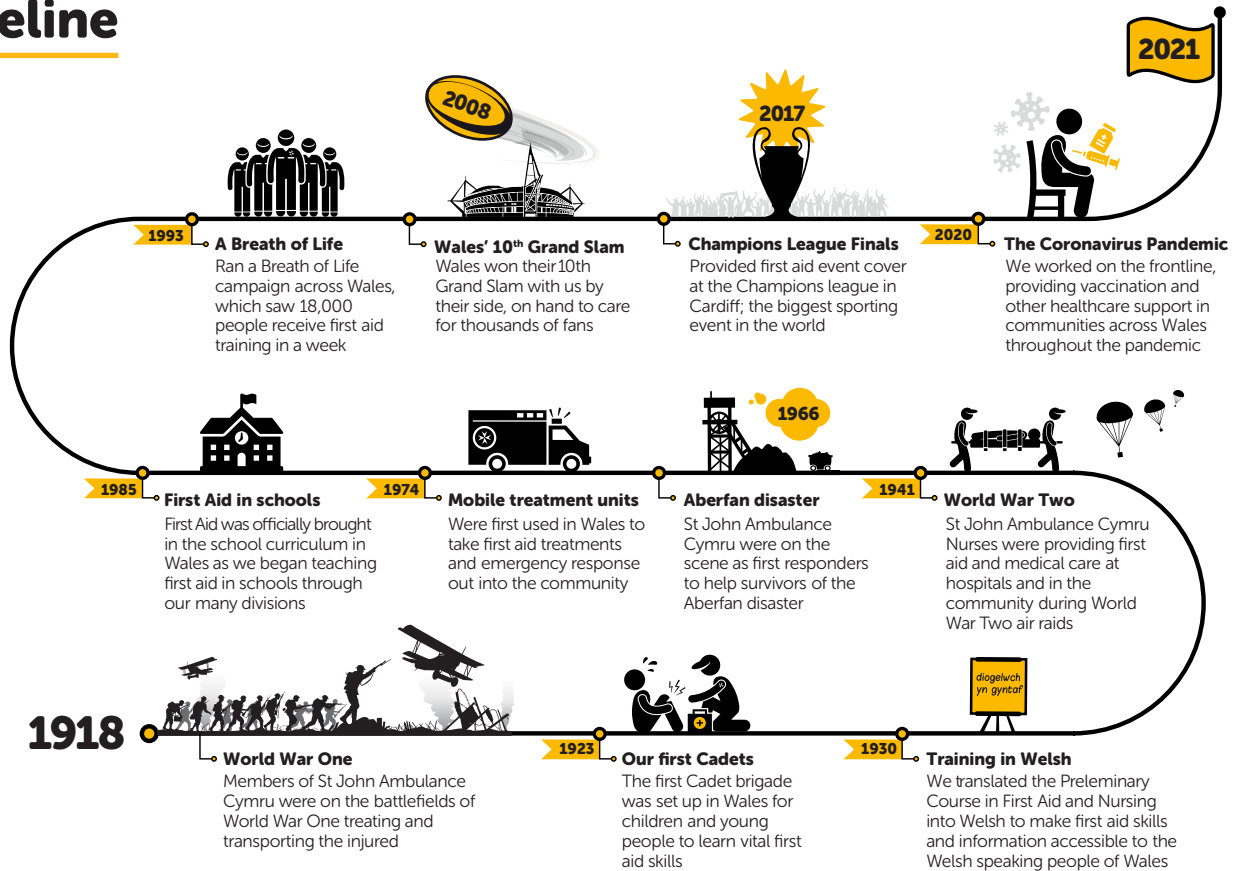 eline
2021
2008
2017
1993
A Breath of Life
Ran a Breath of Life
campaign across Wales,
which saw 18,000
people receive first aid
training in a week
Wales' 10th Grand Slam
Wales won their 10th
Grand Slam with us by
their side, on hand to care
for thousands of fans
Champions League Finals
Provided first aid event cover
at the Champions league in
Cardiff; the biggest sporting
event in the world
2020
The Coronavirus Pandemic
We worked on the frontline,
providing vaccination and
other healthcare support in
communities across Wales
throughout the pandemic
1985
First Aid in schools
First Aid was officially brought
in the school curriculum in
Wales as we began teaching
first aid in schools through
our many divisions
1974
Mobile treatment units
Were first used in Wales to
take first aid treatments
and emergency response
out into the community
1966
Aberfan disaster
St John Ambulance
Cymru were on the
scene as first responders
to help survivors of the
Aberfan disaster
1941
World War Two
St John Ambulance Cymru
Nurses were providing first
aid and medical care at
hospitals and in the
community during World
War Two air raids
1918
World War One
Members of St John Ambulance
Cymru were on the battlefields of
World War One treating and
transporting the injured
1923
Our first Cadets
The first Cadet brigade
was set up in Wales for
children and young
people to learn vital first
aid skills
diogelwch
yn gyntaf
1930
Training in Welsh
We translated the Preleminary
Course in First Aid and Nursing
into Welsh to make first aid skills
and information accessible to the
Welsh speaking people of Wales